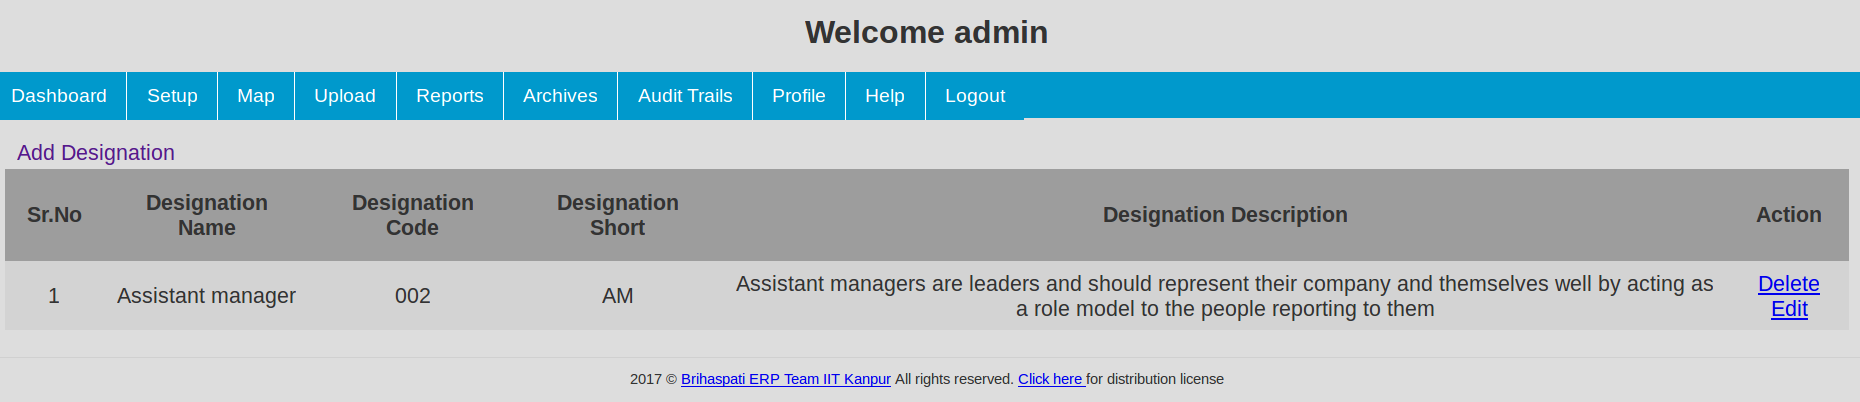 Welcome admin
Dashboard Setup Map Upload Reports Archives Audit Trails Profile Help Logout
Add Designation
Sr.No Designation Name Designation Code Designation Short Designation Description Action
1 Assistant manager 002 AM Assistant managers are leaders and should represent their company and themselves well by acting as Delete
a role model to the people reporting to them Edit
2017 © Brihaspati ERP Team IIT Kanpur All rights reserved. Click here for distribution license